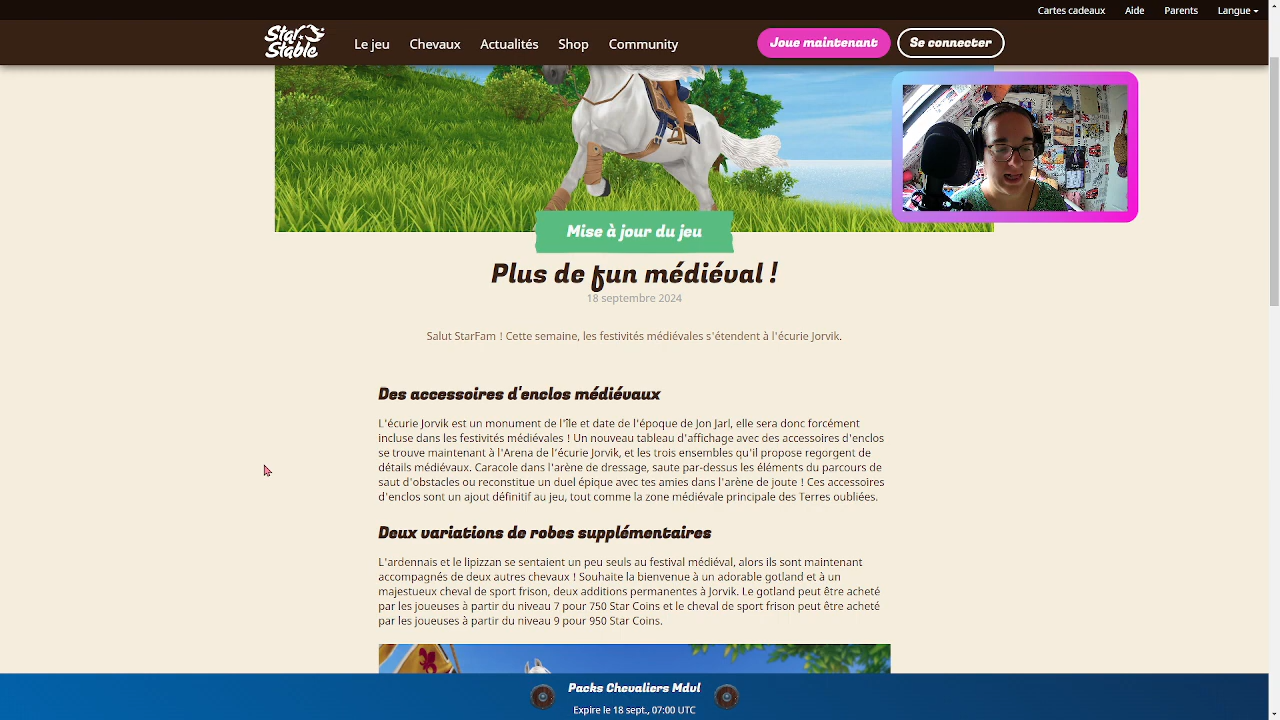 Cartes cadeaux Aide Parents Langue
Star Stable
Le jeu Chevaux Actualités Shop Community Joue maintenant Se connecter
Mise à jour du jeu
Plus de fun médiéval !
18 septembre 2024
Salut StarFam ! Cette semaine, les festivités médiévales s'étendent à l'écurie Jorvik.
Des accessoires d'enclos médiévaux
L'écurie Jorvik est un monument de l'île et date de l'époque de Jon Jarl, elle sera donc forcément
incluse dans les festivités médiévales ! Un nouveau tableau d'affichage avec des accessoires d'enclos
se trouve maintenant à l'Arena de l'écurie Jorvik, et les trois ensembles qu'il propose regorgent de
détails médiévaux. Caracole dans l'arène de dressage, saute par-dessus les éléments du parcours de
saut d'obstacles ou reconstitue un duel épique avec tes amies dans l'arène de joute ! Ces accessoires
d'enclos sont un ajout définitif au jeu, tout comme la zone médiévale principale des Terres oubliées.
Deux variations de robes supplémentaires
L'ardennais et le lipizzan se sentaient un peu seuls au festival médiéval, alors ils sont maintenant
accompagnés de deux autres chevaux ! Souhaite la bienvenue à un adorable gotland et à un
majestueux cheval de sport frison, deux additions permanentes à Jorvik. Le gotland peut être acheté
par les joueuses à partir du niveau 7 pour 750 Star Coins et le cheval de sport frison peut être acheté
par les joueuses à partir du niveau 9 pour 950 Star Coins.
Packs Chevaliers Mdvl
Expire le 18 sept., 07:00 UTC